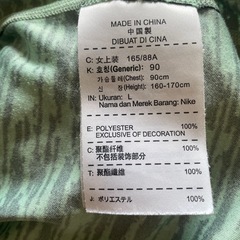 MADE IN CHINA
中国製
DIBUAT DI CINA
C: 女上装 165/88A
K: 호칭(Generic): 90
가슴둘레(Chest): 90cm
신장(Height): 160-170cm
IN: Ukuran: L
Nama dan Merek Barang: Nike
E: POLYESTER 100%
EXCLUSIVE OF DECORATION
C: 聚酯纤维 100%
不包括装饰部分
T: 聚酯纖維 100%
J: ポリエステル 100%